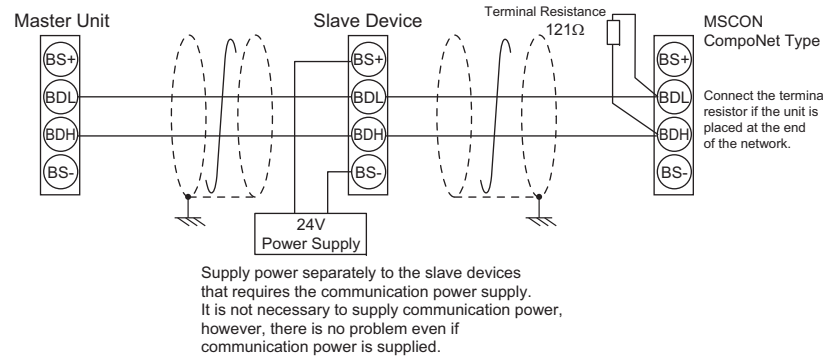 Master Unit
BS+
BDL
BDH
BS-
Slave Device
BS+
BDL
BDH
BS-
Terminal Resistance
121Ω
MSCON
CompoNet Type
BS+
BDL
BDH
BS-
Connect the termina
resistor if the unit is
placed at the end
of the network.
24V
Power Supply
Supply power separately to the slave devices
that requires the communication power supply.
It is not necessary to supply communication power,
however, there is no problem even if
communication power is supplied.